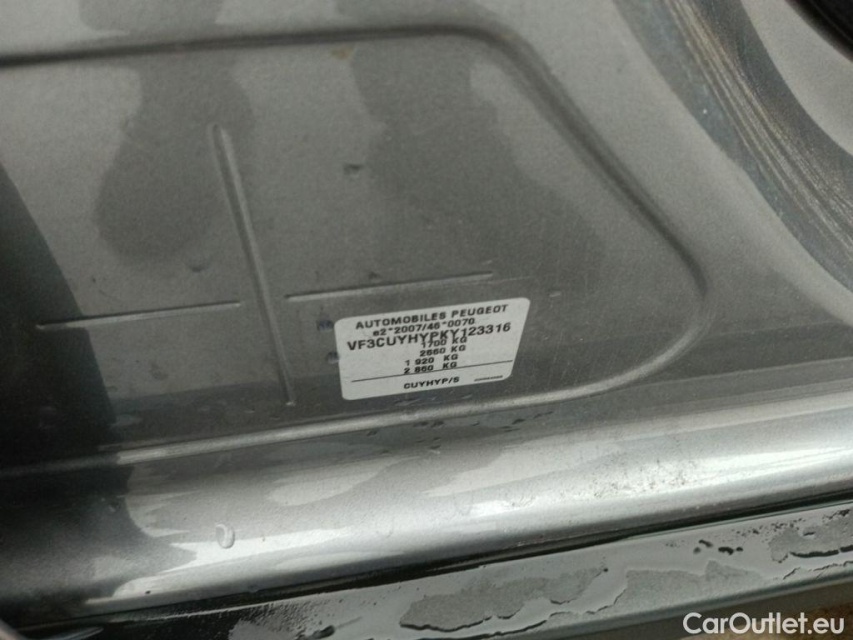 AUTOMOBILES PEUGEOT
e2*2007/46*0070
VF3CUYHYPKY123316
1700 KG
2660 KG
1 920 KG
2 860 KG
CUYHYP/S
CarOutlet.eu